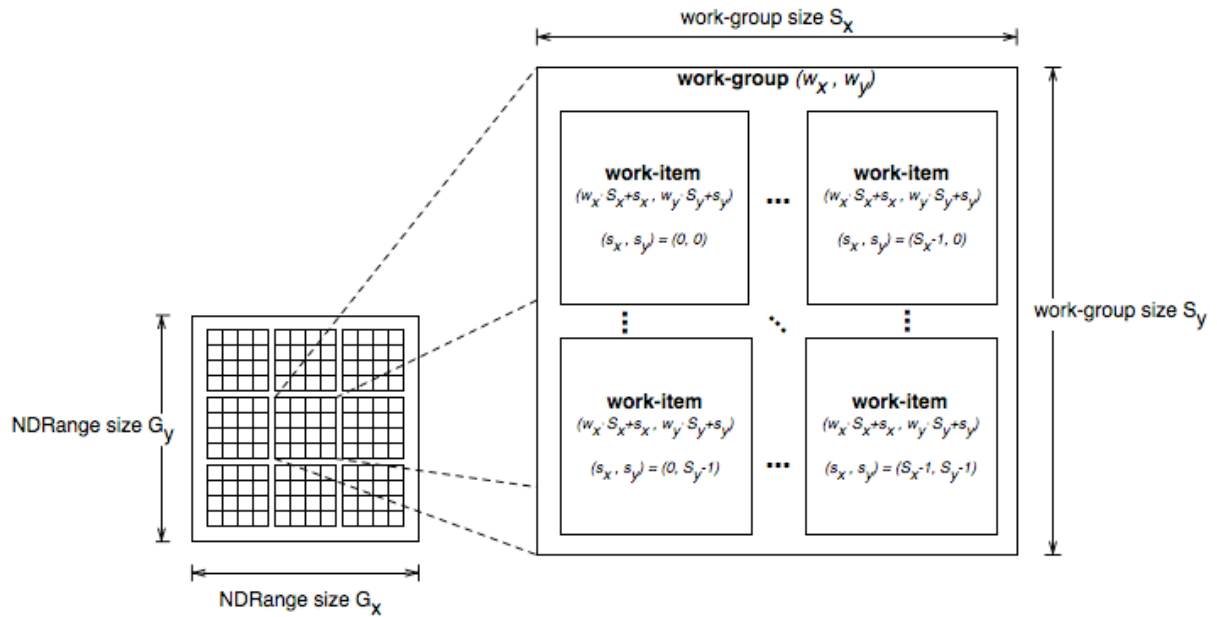 work-group size Sx
work-group (wx , wy)
work-item
(wx· Sx+sx , wy· Sy+sy)
(sx , sy) = (0, 0)
...
work-item
(wx· Sx+sx , wy· Sy+sy)
(sx , sy) = (Sx-1, 0)
work-group size Sy
work-item
(wx· Sx+sx , wy· Sy+sy)
(sx , sy) = (0, Sy-1)
...
work-item
(wx· Sx+sx , wy· Sy+sy)
(sx , sy) = (Sx-1, Sy-1)
NDRange size Gy
NDRange size Gx